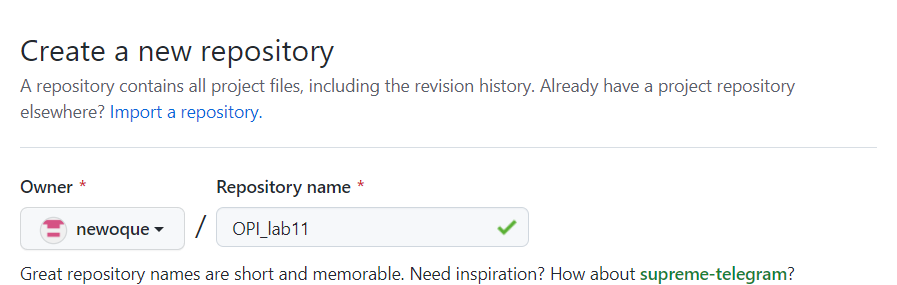 Create a new repository
A repository contains all project files, including the revision history. Already have a project repository
elsewhere? Import a repository.
Owner * Repository name *
newoque / OPI_lab11
Great repository names are short and memorable. Need inspiration? How about supreme-telegram?